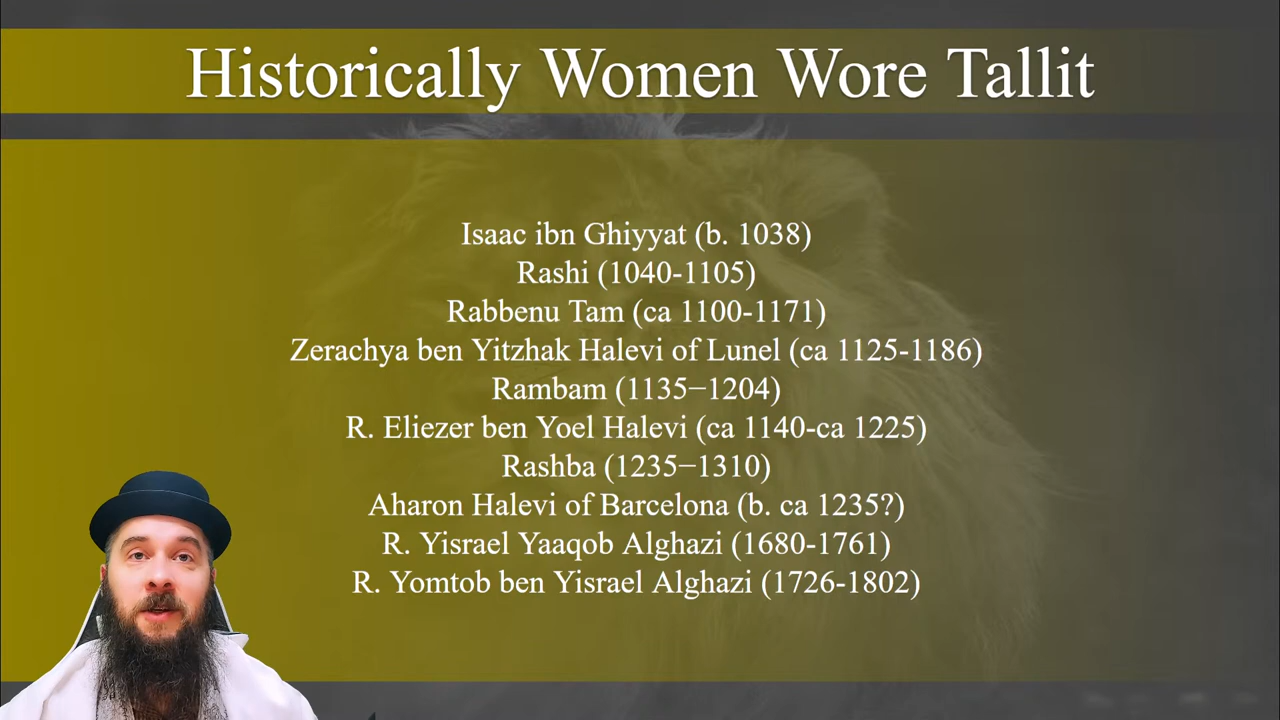 Historically Women Wore Tallit
Isaac ibn Ghiyyat (b. 1038)
Rashi (1040-1105)
Rabbenu Tam (ca 1100-1171)
Zerachya ben Yitzhak Halevi of Lunel (ca 1125-1186)
Rambam (1135−1204)
R. Eliezer ben Yoel Halevi (ca 1140-ca 1225)
Rashba (1235−1310)
Aharon Halevi of Barcelona (b. ca 1235?)
R. Yisrael Yaaqob Alghazi (1680-1761)
R. Yomtob ben Yisrael Alghazi (1726-1802)